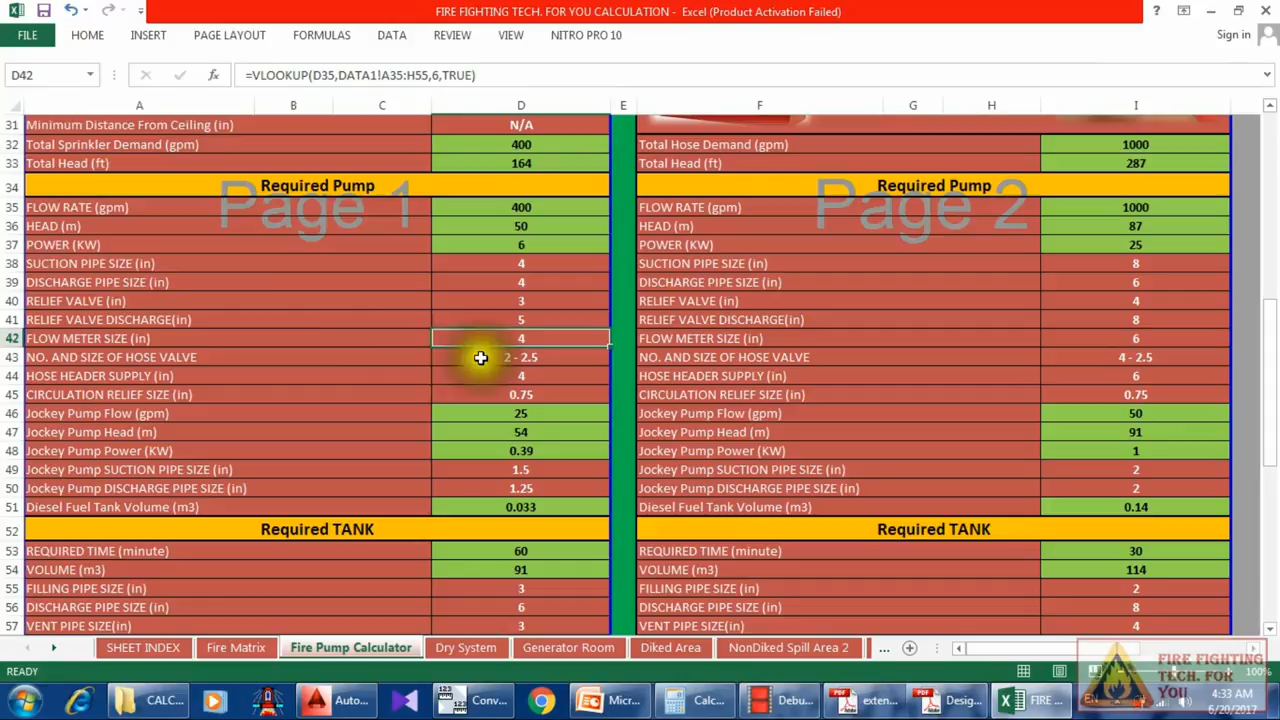 FIRE FIGHTING TECH. FOR YOU CALCULATION - Excel (Product Activation Failed)
FILE HOME INSERT PAGE LAYOUT FORMULAS DATA REVIEW VIEW NITRO PRO 10 Sign in
D42 fx =VLOOKUP(D35,DATA1!A35:H55,6,TRUE)
A B C D E F G H I
31 Minimum Distance From Ceiling (in) N/A
32 Total Sprinkler Demand (gpm) 400 Total Hose Demand (gpm) 1000
33 Total Head (ft) 164 Total Head (ft) 287
34 Required Pump Required Pump
Page 1 Page 2
35 FLOW RATE (gpm) 400 FLOW RATE (gpm) 1000
36 HEAD (m) 50 HEAD (m) 87
37 POWER (KW) 6 POWER (KW) 25
38 SUCTION PIPE SIZE (in) 4 SUCTION PIPE SIZE (in) 8
39 DISCHARGE PIPE SIZE (in) 4 DISCHARGE PIPE SIZE (in) 6
40 RELIEF VALVE (in) 3 RELIEF VALVE (in) 4
41 RELIEF VALVE DISCHARGE(in) 5 RELIEF VALVE DISCHARGE(in) 8
42 FLOW METER SIZE (in) 4 FLOW METER SIZE (in) 6
43 NO. AND SIZE OF HOSE VALVE 2 - 2.5 NO. AND SIZE OF HOSE VALVE 4 - 2.5
44 HOSE HEADER SUPPLY (in) 4 HOSE HEADER SUPPLY (in) 6
45 CIRCULATION RELIEF SIZE (in) 0.75 CIRCULATION RELIEF SIZE (in) 0.75
46 Jockey Pump Flow (gpm) 25 Jockey Pump Flow (gpm) 50
47 Jockey Pump Head (m) 54 Jockey Pump Head (m) 91
48 Jockey Pump Power (KW) 0.39 Jockey Pump Power (KW) 1
49 Jockey Pump SUCTION PIPE SIZE (in) 1.5 Jockey Pump SUCTION PIPE SIZE (in) 2
50 Jockey Pump DISCHARGE PIPE SIZE (in) 1.25 Jockey Pump DISCHARGE PIPE SIZE (in) 2
51 Diesel Fuel Tank Volume (m3) 0.033 Diesel Fuel Tank Volume (m3) 0.14
52 Required TANK Required TANK
53 REQUIRED TIME (minute) 60 REQUIRED TIME (minute) 30
54 VOLUME (m3) 91 VOLUME (m3) 114
55 FILLING PIPE SIZE (in) 3 FILLING PIPE SIZE (in) 2
56 DISCHARGE PIPE SIZE (in) 6 DISCHARGE PIPE SIZE (in) 8
57 VENT PIPE SIZE(in) 3 VENT PIPE SIZE(in) 4
SHEET INDEX Fire Matrix Fire Pump Calculator Dry System Generator Room Diked Area NonDiked Spill Area 2 ...
READY 100%
FIRE FIGHTING
TECH. FOR
YOU
CALC... Auto... Conv... Micr... Calc... Debu... exten... Desig... FIRE ... EN 4:33 AM
6/20/2017